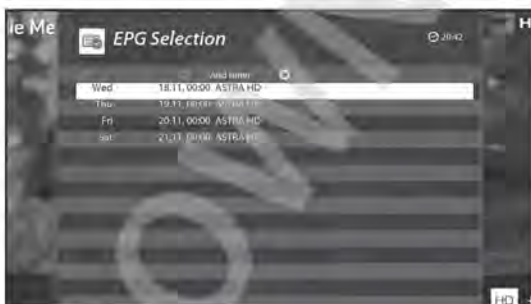 ie Me
H
EPG Selection
20:42
Add timer
Wed 18.11, 00:00 ASTRA HD
Thu 19.11, 00:00 ASTRA HD
Fri 20.11, 00:00 ASTRA HD
Sat 21.11, 00:00 ASTRA HD
HD